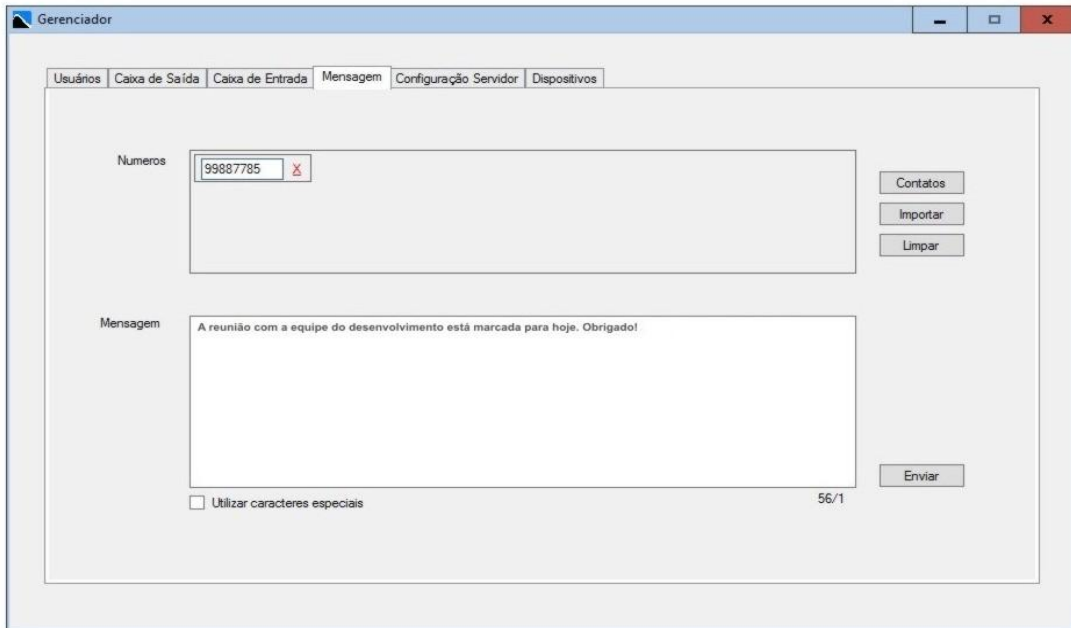 Gerenciador
Usuários Caixa de Saída Caixa de Entrada Mensagem Configuração Servidor Dispositivos
Numeros
99887785 X
Contatos
Importar
Limpar
Mensagem
A reunião com a equipe do desenvolvimento está marcada para hoje. Obrigado!
Enviar
Utilizar caracteres especiais
56/1